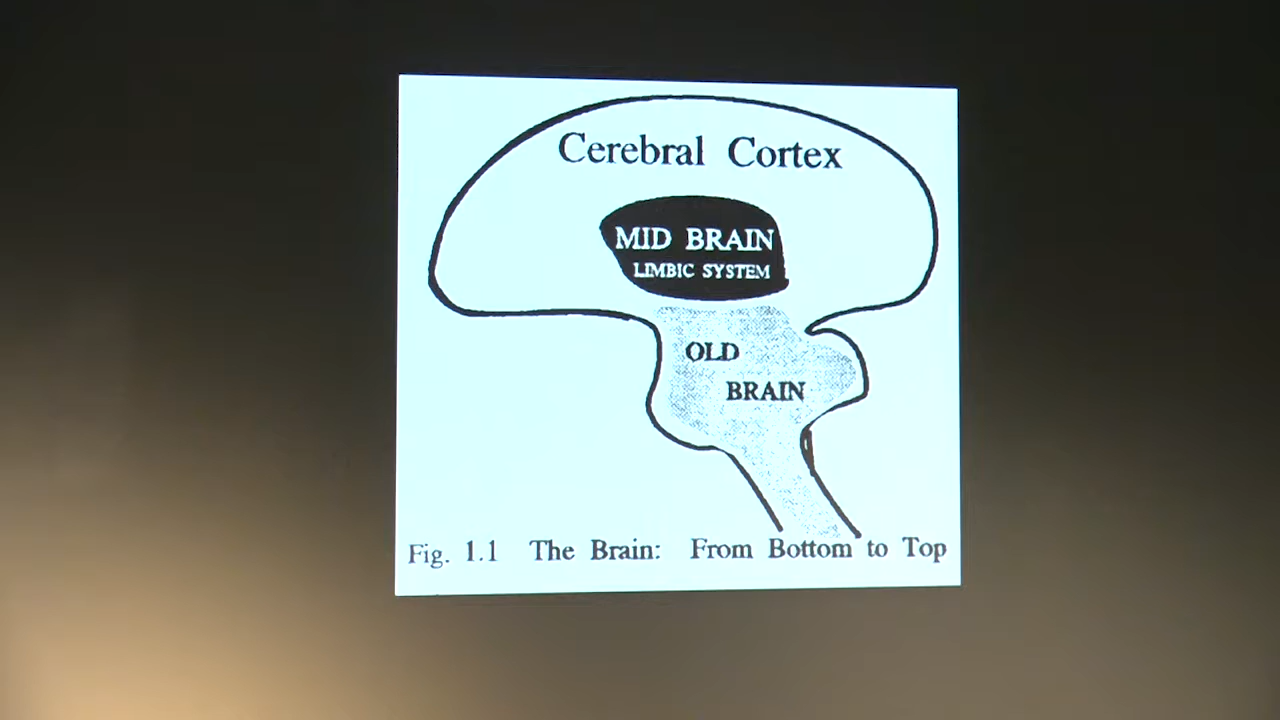 Cerebral Cortex
MID BRAIN
LIMBIC SYSTEM
OLD
BRAIN
Fig. 1.1 The Brain: From Bottom to Top